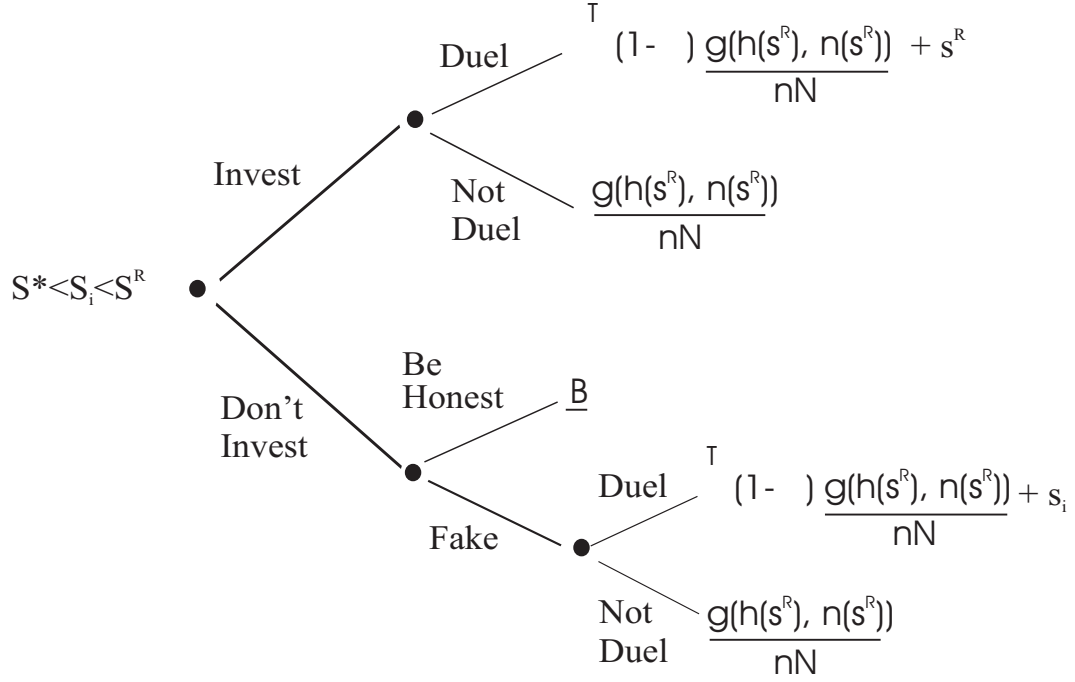 T
Duel
(1-  ) g(h(s^R), n(s^R)) + s^R
nN
Invest
Not
Duel
g(h(s^R), n(s^R))
nN
S*<S_i<S^R
Be
Honest
B
Don't
Invest
T
Duel
(1-  ) g(h(s^R), n(s^R)) + s_i
nN
Fake
Not
Duel
g(h(s^R), n(s^R))
nN